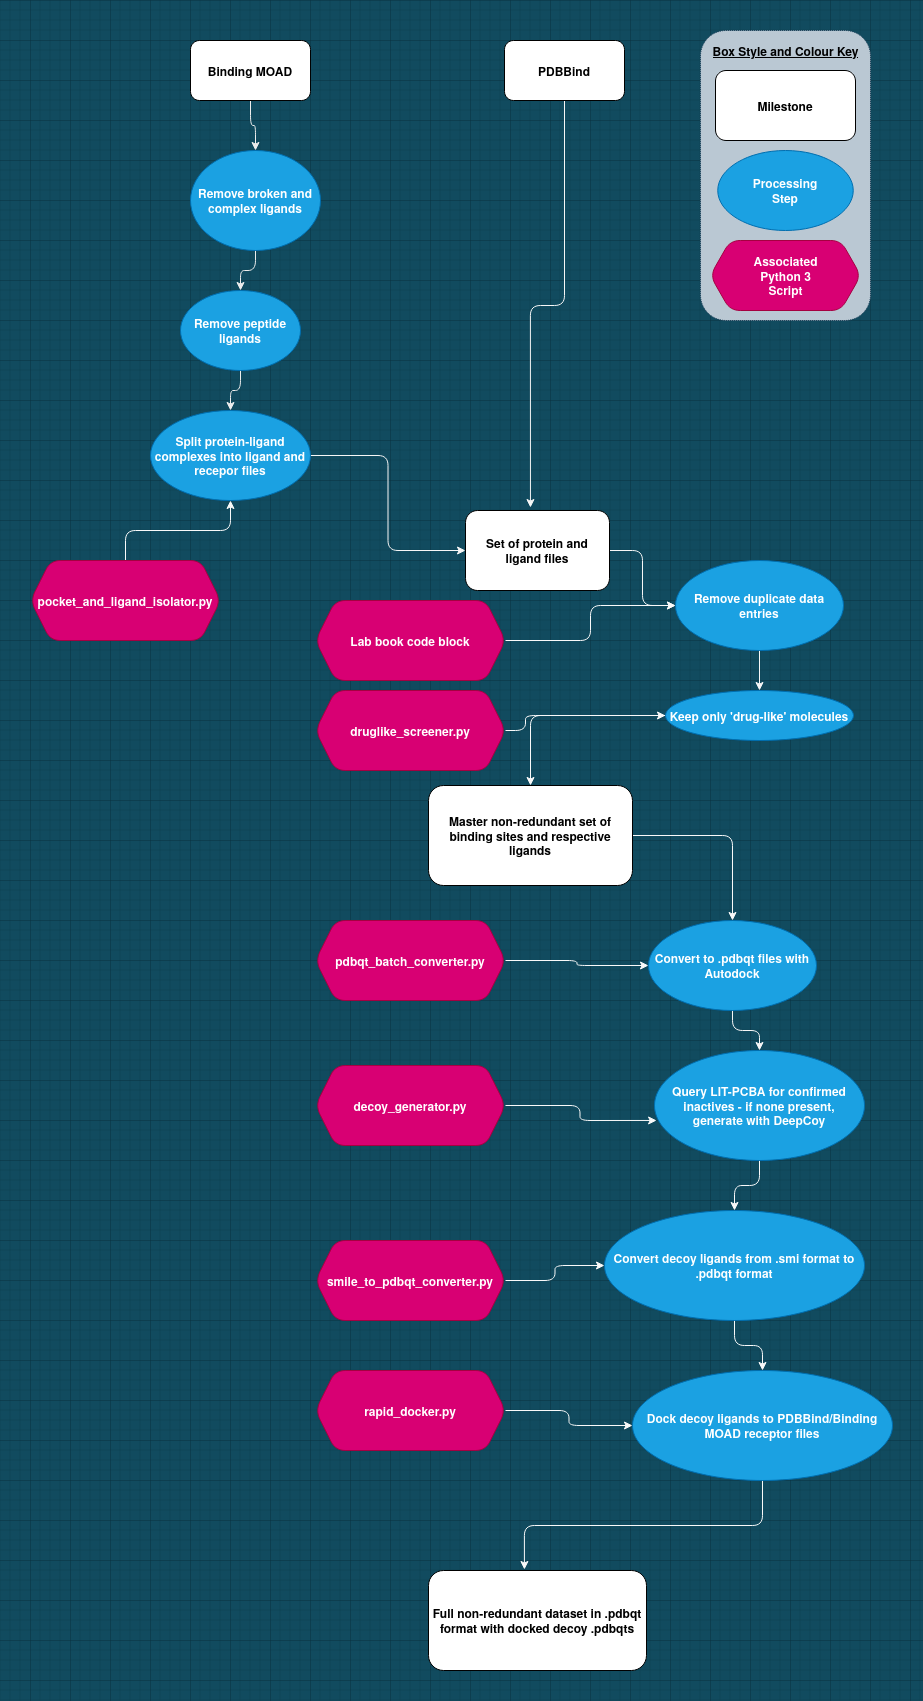 Binding MOAD
PDBBind
Box Style and Colour Key
Milestone
Processing
Step
Associated
Python 3
Script
Remove broken and
complex ligands
Remove peptide
ligands
Split protein-ligand
complexes into ligand and
recepor files
pocket_and_ligand_isolator.py
Set of protein and
ligand files
Remove duplicate data
entries
Lab book code block
Keep only 'drug-like' molecules
druglike_screener.py
Master non-redundant set of
binding sites and respective
ligands
pdbqt_batch_converter.py
Convert to .pdbqt files with
Autodock
decoy_generator.py
Query LIT-PCBA for confirmed
inactives - if none present,
generate with DeepCoy
smile_to_pdbqt_converter.py
Convert decoy ligands from .smi format to
.pdbqt format
rapid_docker.py
Dock decoy ligands to PDBBind/Binding
MOAD receptor files
Full non-redundant dataset in .pdbqt
format with docked decoy .pdbqts